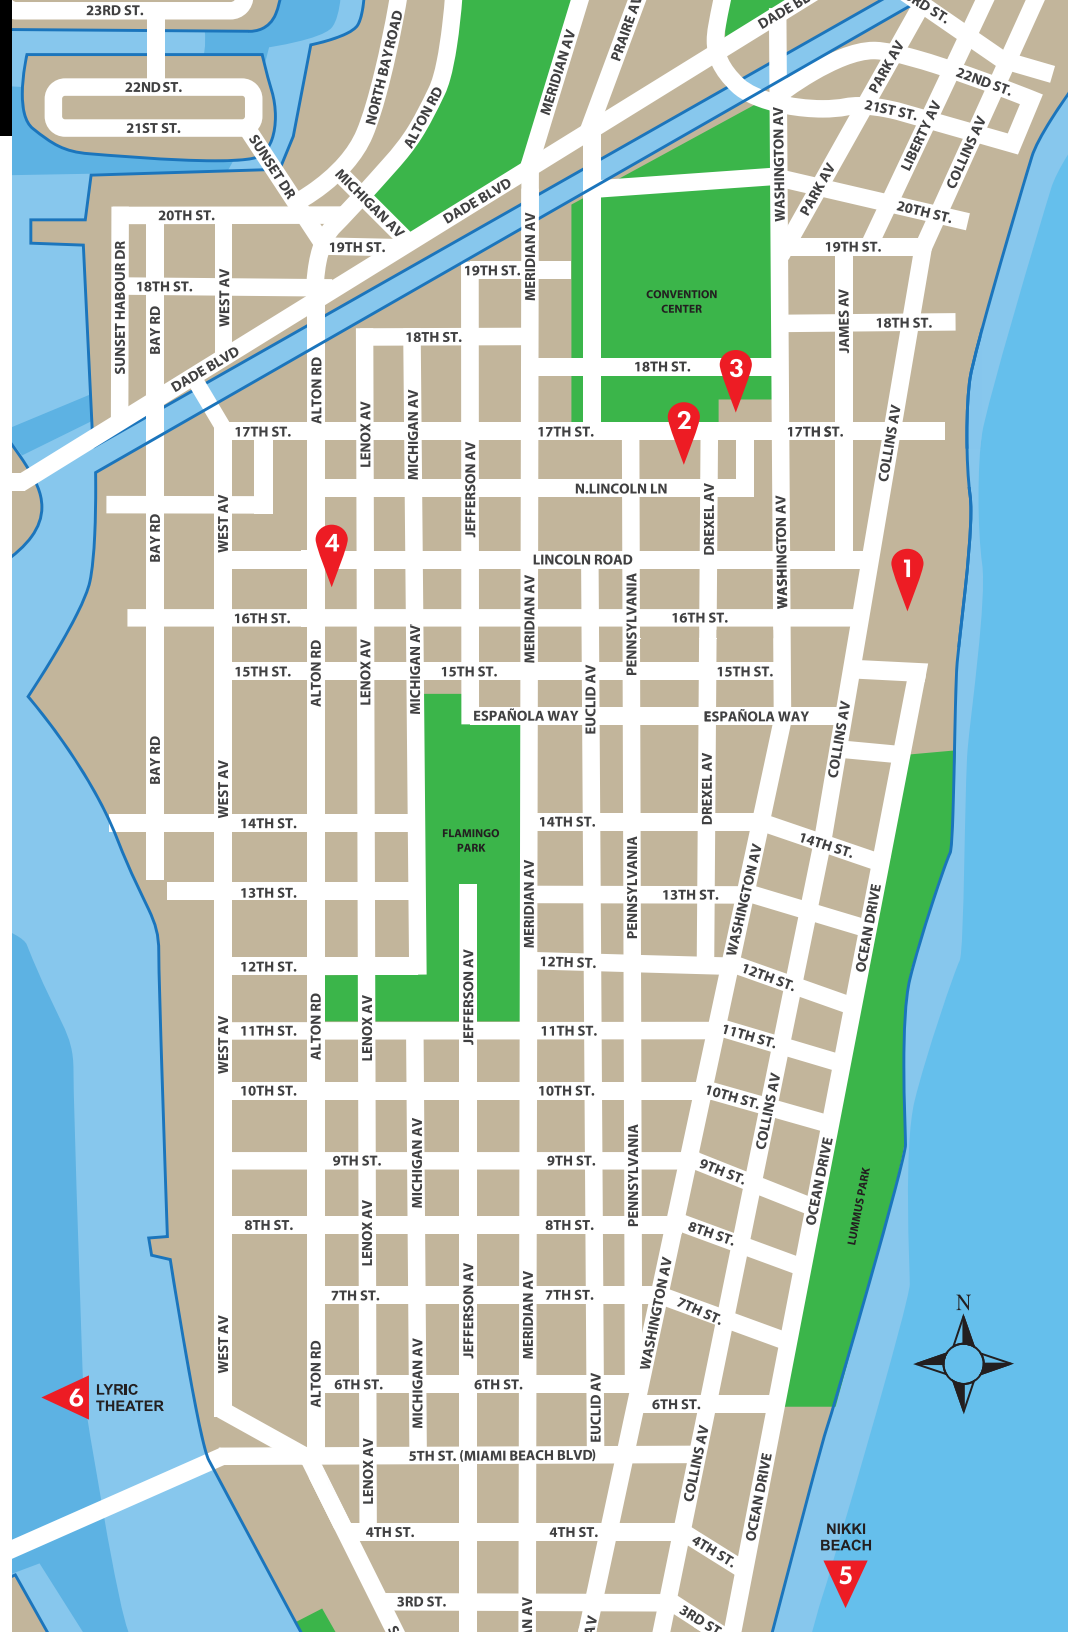 23RD ST.
22ND ST.
21ST ST.
SUNSET DR
NORTH BAY ROAD
ALTON RD
MICHIGAN AV
MERIDIAN AV
PRAIRE AV
DADE BL
RD ST.
PARK AV
22ND ST.
21ST ST.
LIBERTY AV
COLLINS AV
WASHINGTON AV
PARK AV
20TH ST.
20TH ST.
19TH ST.
DADE BLVD
MERIDIAN AV
19TH ST.
19TH ST.
SUNSET HABOUR DR
18TH ST.
BAY RD
WEST AV
CONVENTION
CENTER
JAMES AV
18TH ST.
18TH ST.
18TH ST.
3
DADE BLVD
ALTON RD
LENOX AV
MICHIGAN AV
JEFFERSON AV
2
17TH ST.
17TH ST.
17TH ST.
COLLINS AV
N.LINCOLN LN
DREXEL AV
WASHINGTON AV
BAY RD
WEST AV
4
LINCOLN ROAD
1
16TH ST.
16TH ST.
MERIDIAN AV
PENNSYLVANIA
15TH ST.
15TH ST.
15TH ST.
ALTON RD
LENOX AV
MICHIGAN AV
EUCLID AV
ESPAÑOLA WAY
ESPAÑOLA WAY
COLLINS AV
BAY RD
WEST AV
DREXEL AV
14TH ST.
14TH ST.
14TH ST.
FLAMINGO
PARK
13TH ST.
13TH ST.
MERIDIAN AV
PENNSYLVANIA
WASHINGTON AV
OCEAN DRIVE
12TH ST.
12TH ST.
12TH ST.
JEFFERSON AV
WEST AV
ALTON RD
LENOX AV
11TH ST.
11TH ST.
11TH ST.
10TH ST.
10TH ST.
10TH ST.
COLLINS AV
9TH ST.
9TH ST.
9TH ST.
MICHIGAN AV
PENNSYLVANIA
OCEAN DRIVE
LUMMUS PARK
8TH ST.
8TH ST.
8TH ST.
LENOX AV
7TH ST.
7TH ST.
7TH ST.
JEFFERSON AV
MERIDIAN AV
WASHINGTON AV
N
WEST AV
ALTON RD
MICHIGAN AV
6
LYRIC
THEATER
6TH ST.
6TH ST.
6TH ST.
EUCLID AV
5TH ST. (MIAMI BEACH BLVD)
LENOX AV
COLLINS AV
OCEAN DRIVE
4TH ST.
4TH ST.
4TH ST.
NIKKI
BEACH
5
3RD ST.
3RD ST
AN AV
AV
S